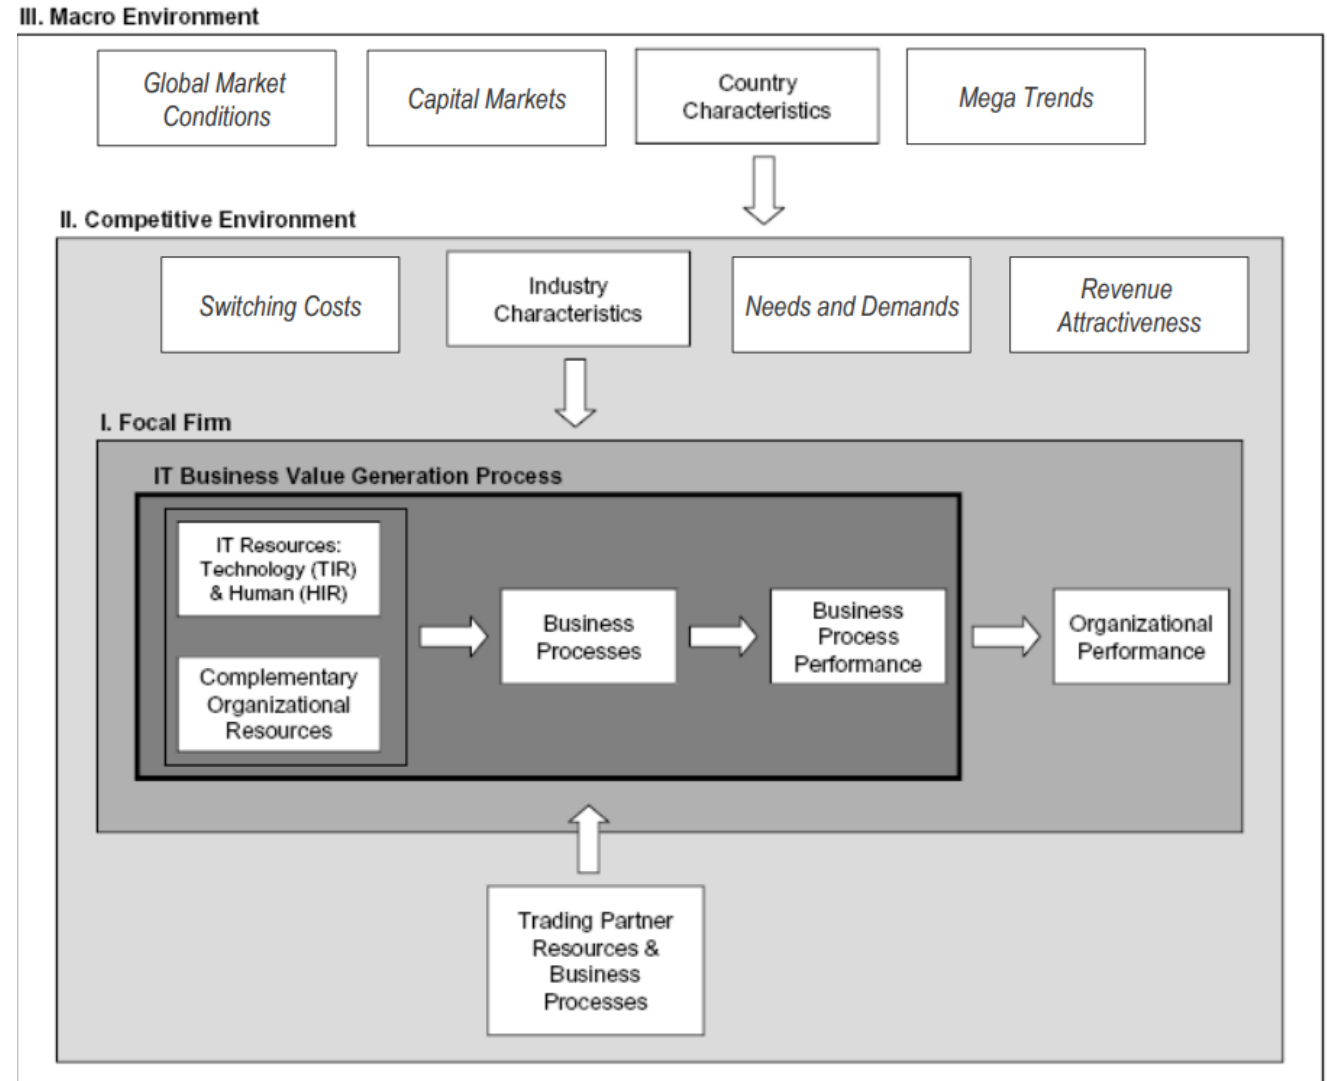 III. Macro Environment
Global Market
Conditions
Capital Markets
Country
Characteristics
Mega Trends
II. Competitive Environment
Switching Costs
Industry
Characteristics
Needs and Demands
Revenue
Attractiveness
I. Focal Firm
IT Business Value Generation Process
IT Resources:
Technology (TIR)
& Human (HIR)
Complementary
Organizational
Resources
Business
Processes
Business
Process
Performance
Organizational
Performance
Trading Partner
Resources &
Business
Processes